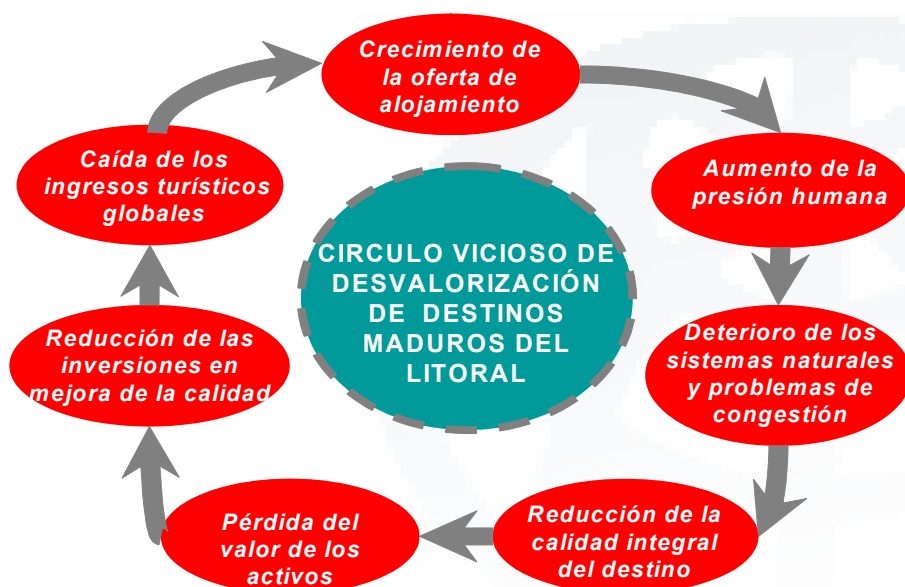 Crecimiento de
la oferta de
alojamiento
Aumento de la
presión humana
Deterioro de los
sistemas naturales
y problemas de
congestión
Reducción de la
calidad integral
del destino
Pérdida del
valor de los
activos
Reducción de las
inversiones en
mejora de la calidad
Caída de los
ingresos turísticos
globales
CIRCULO VICIOSO DE
DESVALORIZACIÓN
DE DESTINOS
MADUROS DEL
LITORAL